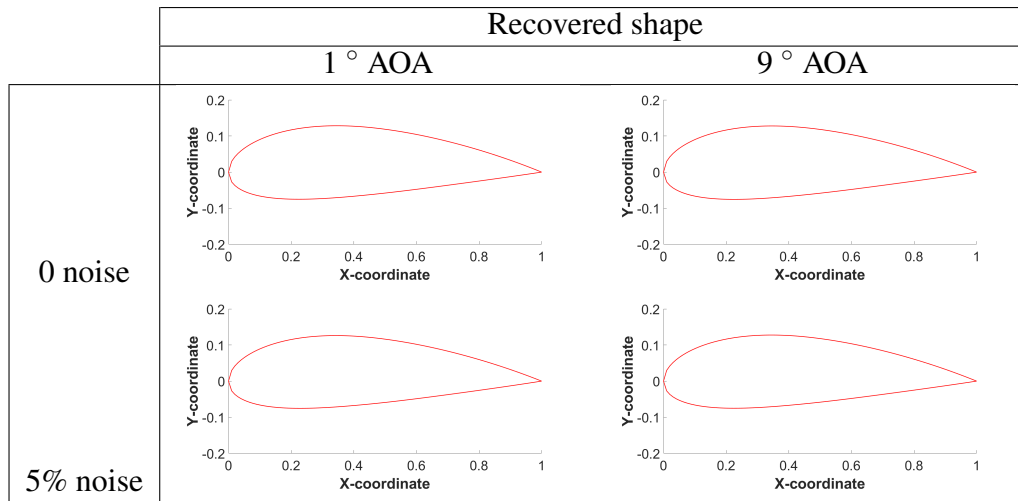 Recovered shape
1 ° AOA 9 ° AOA
0 noise
0.2 0.1 0 -0.1 -0.2
Y-coordinate
0 0.2 0.4 0.6 0.8 1
X-coordinate
0.2 0.1 0 -0.1 -0.2
Y-coordinate
0 0.2 0.4 0.6 0.8 1
X-coordinate
5% noise
0.2 0.1 0 -0.1 -0.2
Y-coordinate
0 0.2 0.4 0.6 0.8 1
X-coordinate
0.2 0.1 0 -0.1 -0.2
Y-coordinate
0 0.2 0.4 0.6 0.8 1
X-coordinate